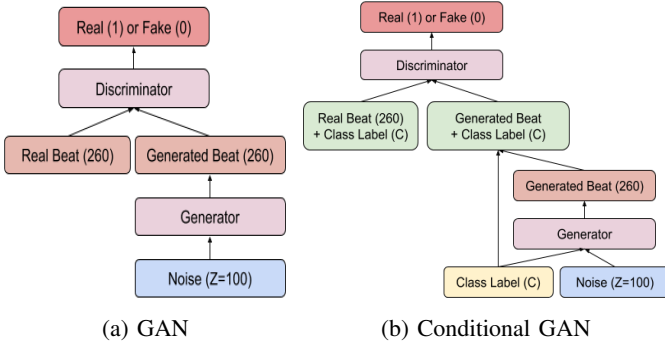 Real (1) or Fake (0)
Discriminator
Real Beat (260)
Generated Beat (260)
Generator
Noise (Z=100)
(a) GAN
Real (1) or Fake (0)
Discriminator
Real Beat (260)
+ Class Label (C)
Generated Beat
+ Class Label (C)
Generated Beat (260)
Generator
Class Label (C)
Noise (Z=100)
(b) Conditional GAN